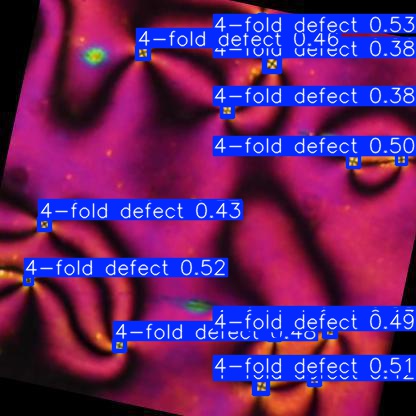 4-fold defect 0.53
4-fold defect 0.46
4-fold defect 0.38
4-fold defect 0.38
4-fold defect 0.50
4-fold defect 0.43
4-fold defect 0.52
4-fold defect 0.49
4-fold defect 0.48
4-fold defect 0.51